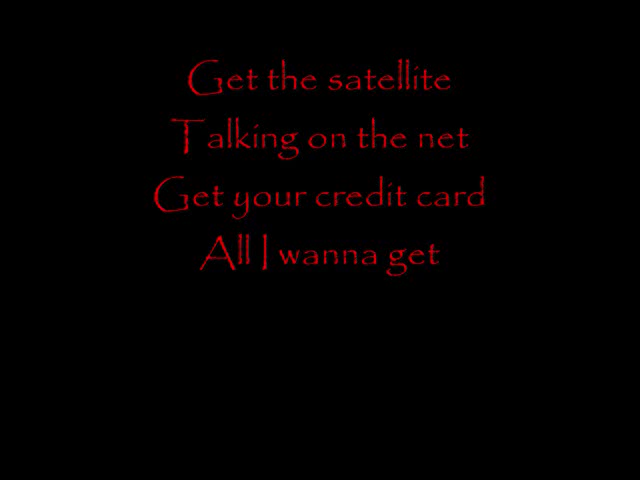 Get the satellite
Talking on the net
Get your credit card
All I wanna get